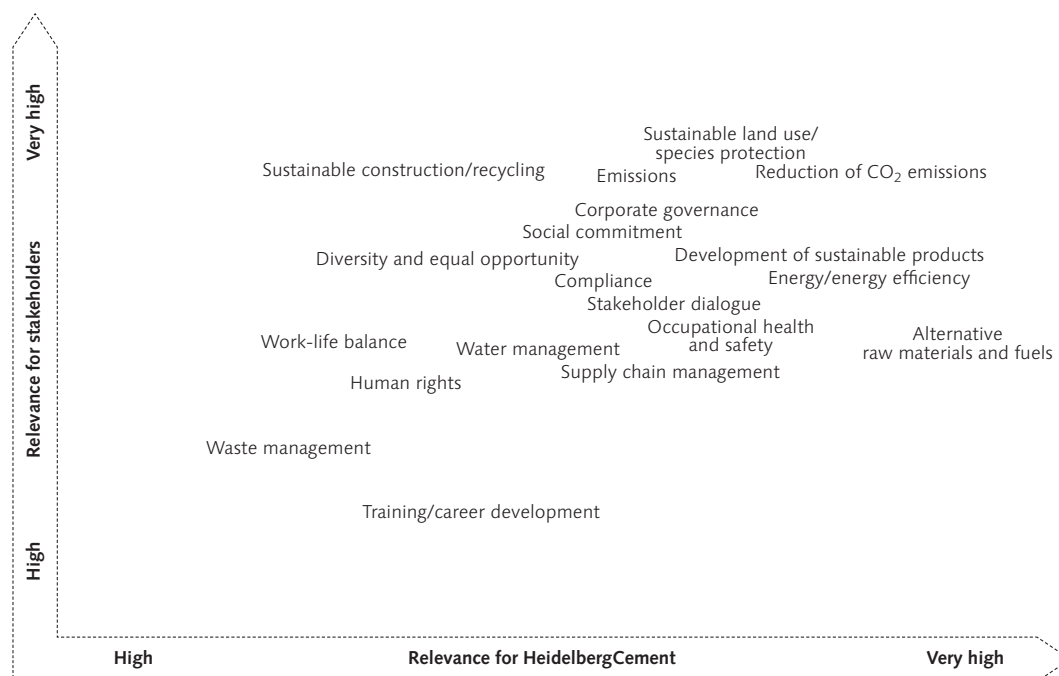 Very high
Relevance for stakeholders
High
Sustainable land use/
species protection
Sustainable construction/recycling
Emissions
Reduction of CO₂ emissions
Corporate governance
Social commitment
Diversity and equal opportunity
Development of sustainable products
Compliance
Energy/energy efficiency
Stakeholder dialogue
Occupational health
and safety
Alternative
raw materials and fuels
Work-life balance
Water management
Supply chain management
Human rights
Waste management
Training/career development
High
Relevance for HeidelbergCement
Very high